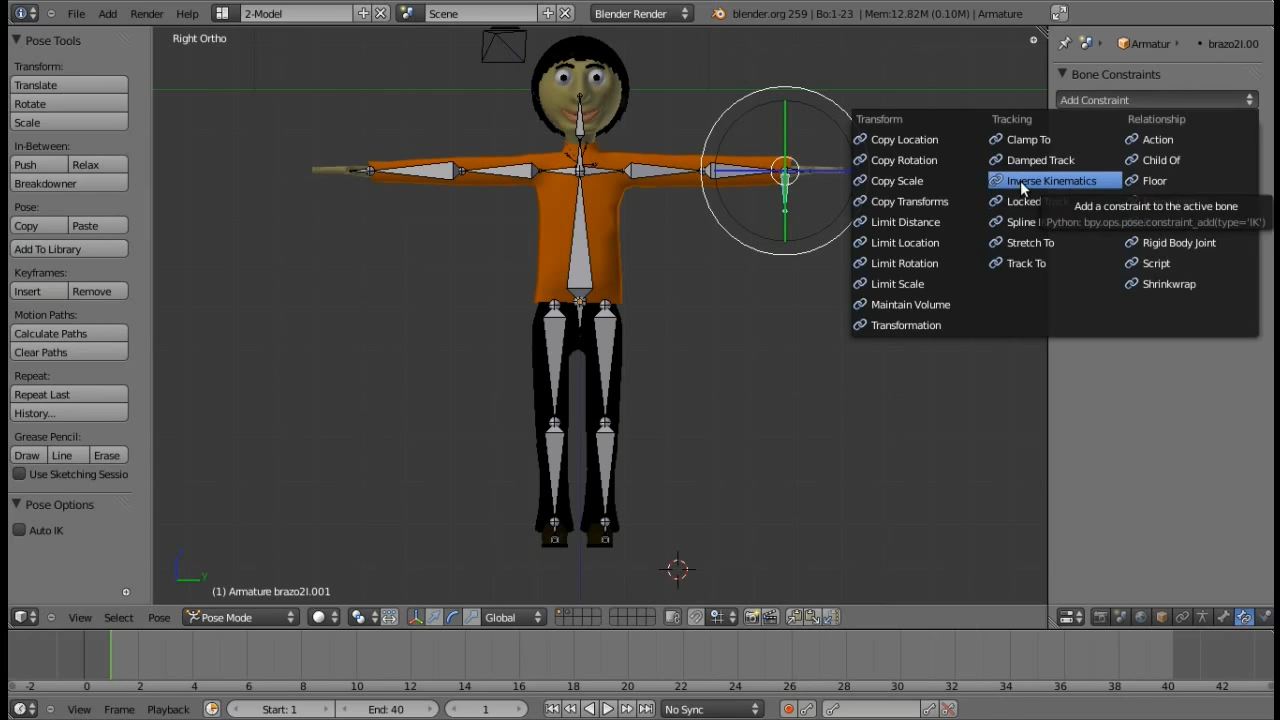 File Add Render Help 2-Model Scene Blender Render blender.org 259 | Bo:1-23 | Mem:12.82M (0.10M) | Armature
Pose Tools
Transform:
Translate
Rotate
Scale
In-Between:
Push Relax
Breakdowner
Pose:
Copy Paste
Add To Library
Keyframes:
Insert Remove
Motion Paths:
Calculate Paths
Clear Paths
Repeat:
Repeat Last
History...
Grease Pencil:
Draw Line Erase
Use Sketching Sessio
Pose Options
Auto IK
Right Ortho
Z
Y
(1) Armature brazo2l.001
Armatur brazo2l.00
Bone Constraints
Add Constraint
Transform
Copy Location
Copy Rotation
Copy Scale
Copy Transforms
Limit Distance
Limit Location
Limit Rotation
Limit Scale
Maintain Volume
Transformation
Tracking
Clamp To
Damped Track
Inverse Kinematics
Locked
Spline
Stretch To
Track To
Relationship
Action
Child Of
Floor
Rigid Body Joint
Script
Shrinkwrap
Add a constraint to the active bone
Python: bpy.ops.pose.constraint_add(type='IK')
View Select Pose Pose Mode Global
-2 0 2 4 6 8 10 12 14 16 18 20 22 24 26 28 30 32 34 36 38 40 42
View Frame Playback Start: 1 End: 40 1 No Sync